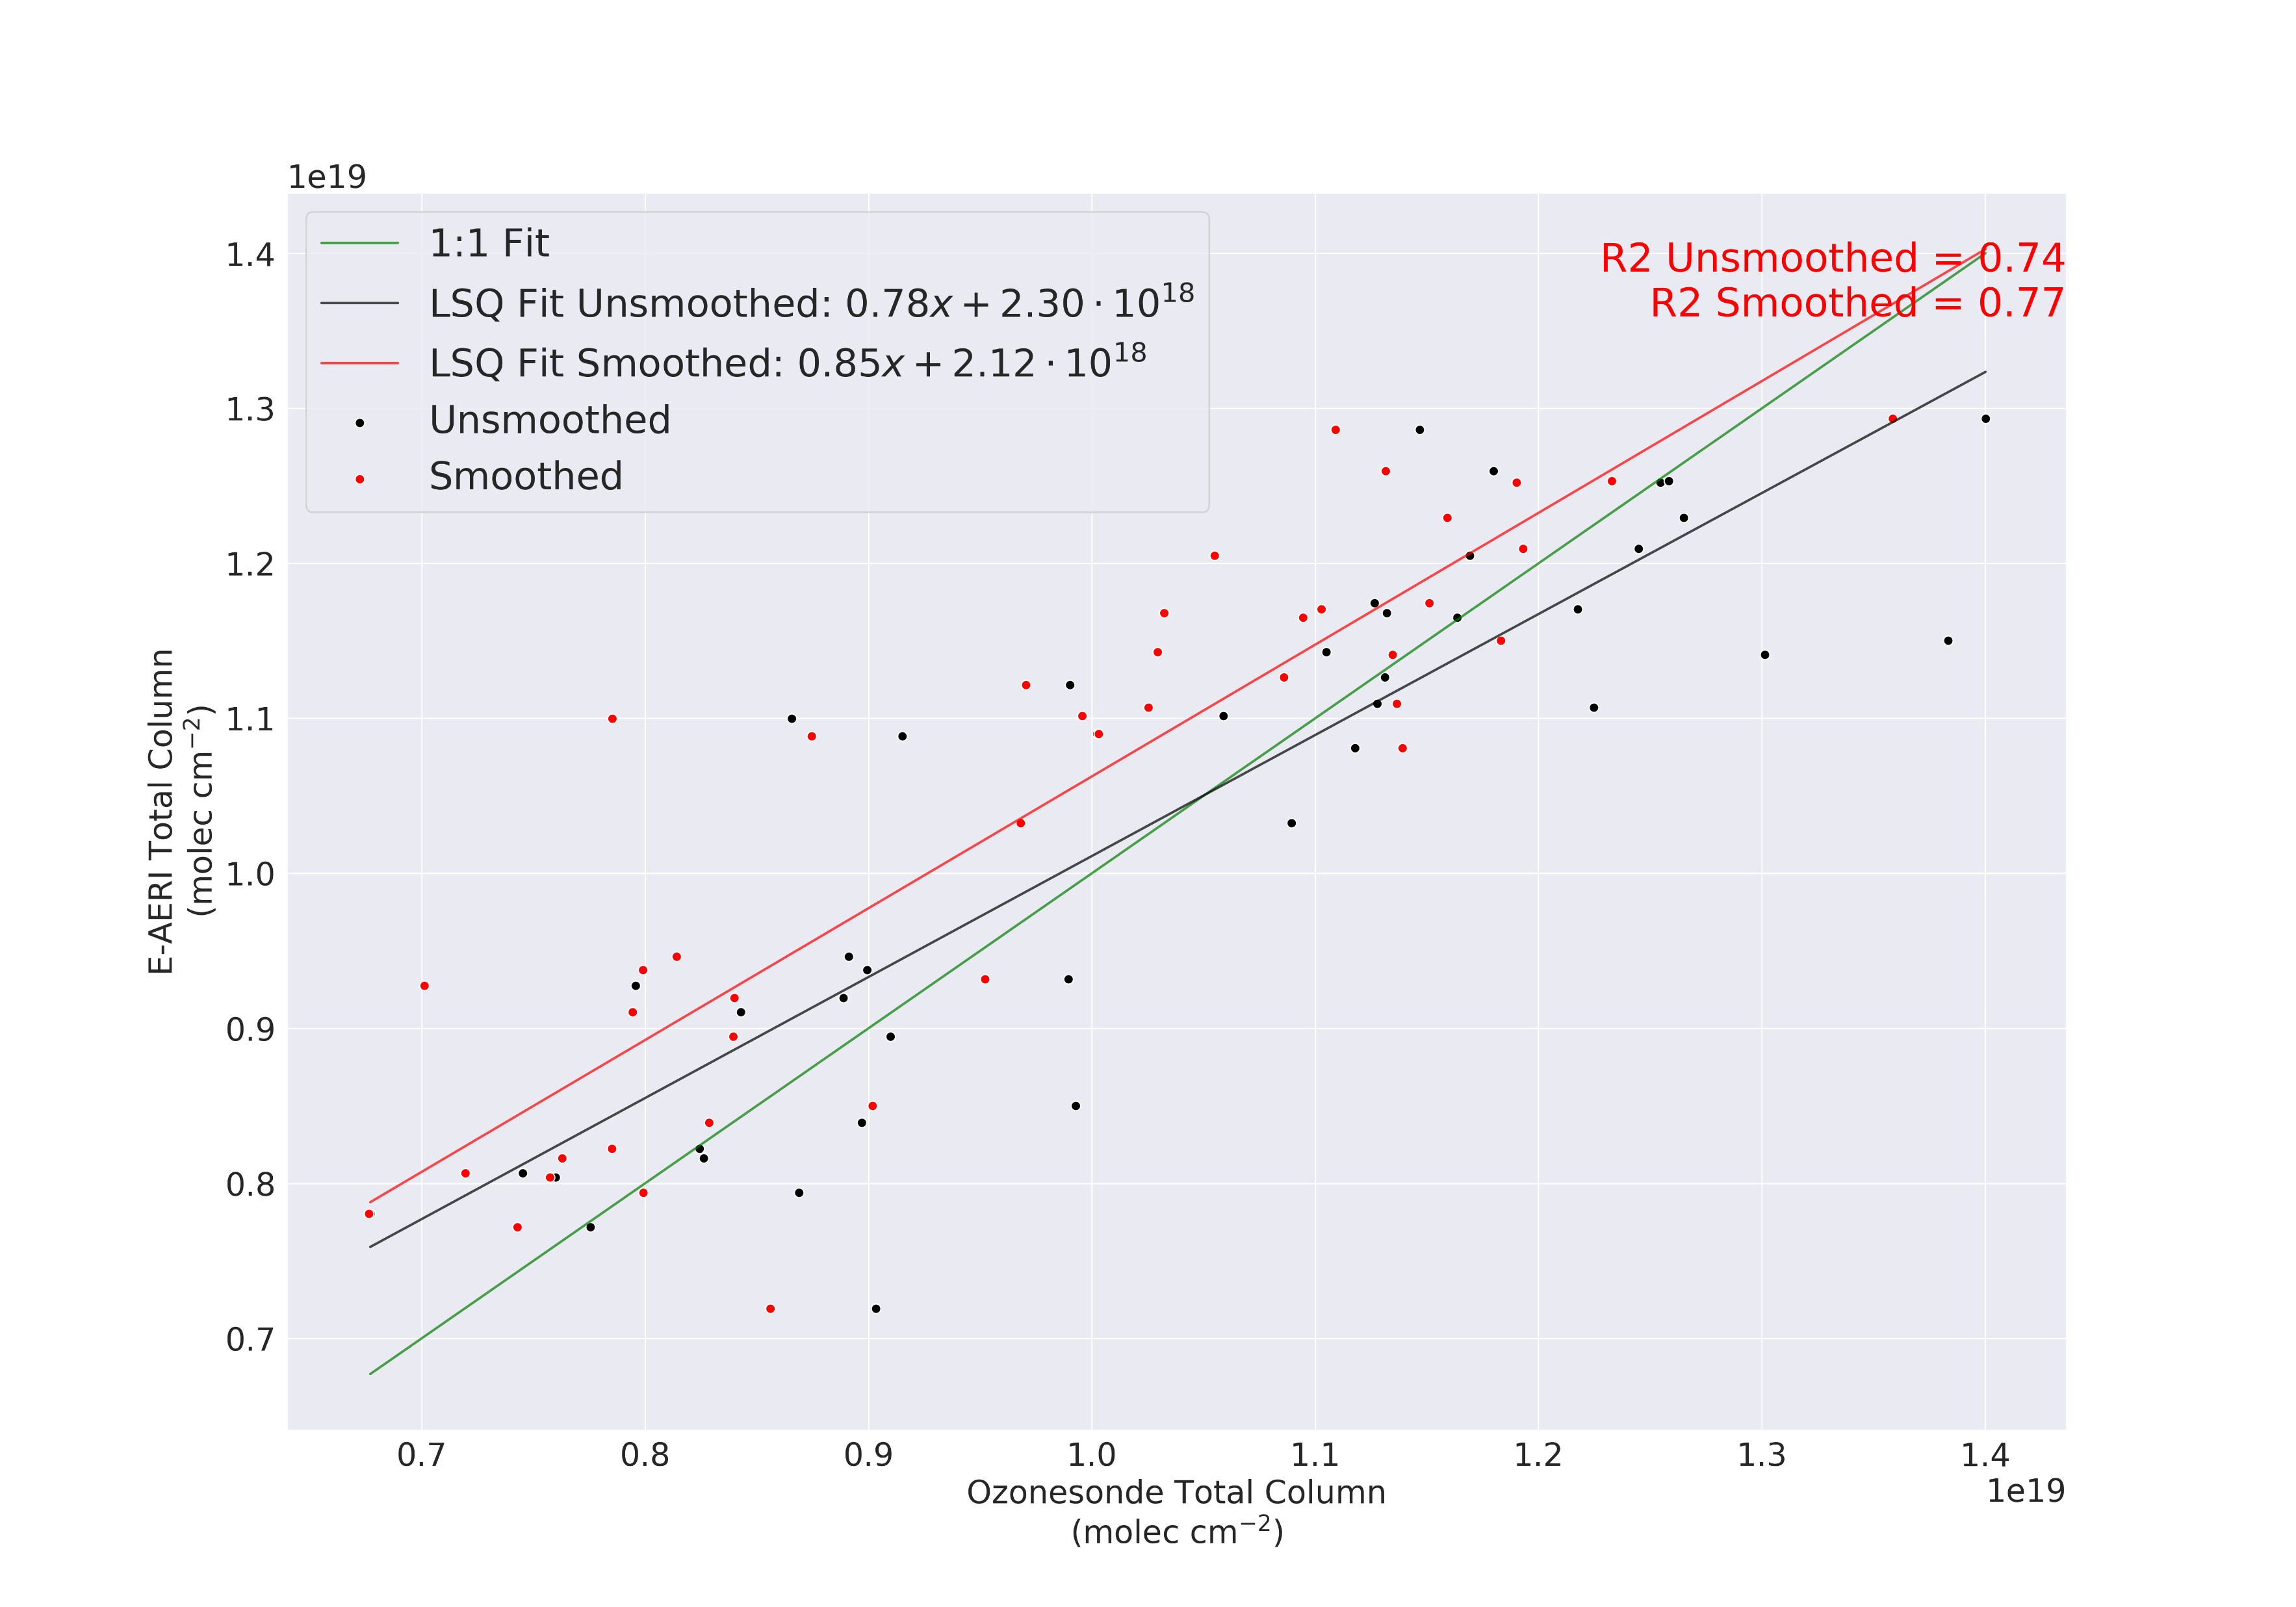 1e19
1:1 Fit
LSQ Fit Unsmoothed: 0.78x + 2.30 · 10^18
LSQ Fit Smoothed: 0.85x + 2.12 · 10^18
Unsmoothed
Smoothed
R2 Unsmoothed = 0.74
R2 Smoothed = 0.77
1.4
1.3
1.2
1.1
1.0
0.9
0.8
0.7
E-AERI Total Column
(molec cm⁻²)
0.7 0.8 0.9 1.0 1.1 1.2 1.3 1.4
1e19
Ozonesonde Total Column
(molec cm⁻²)